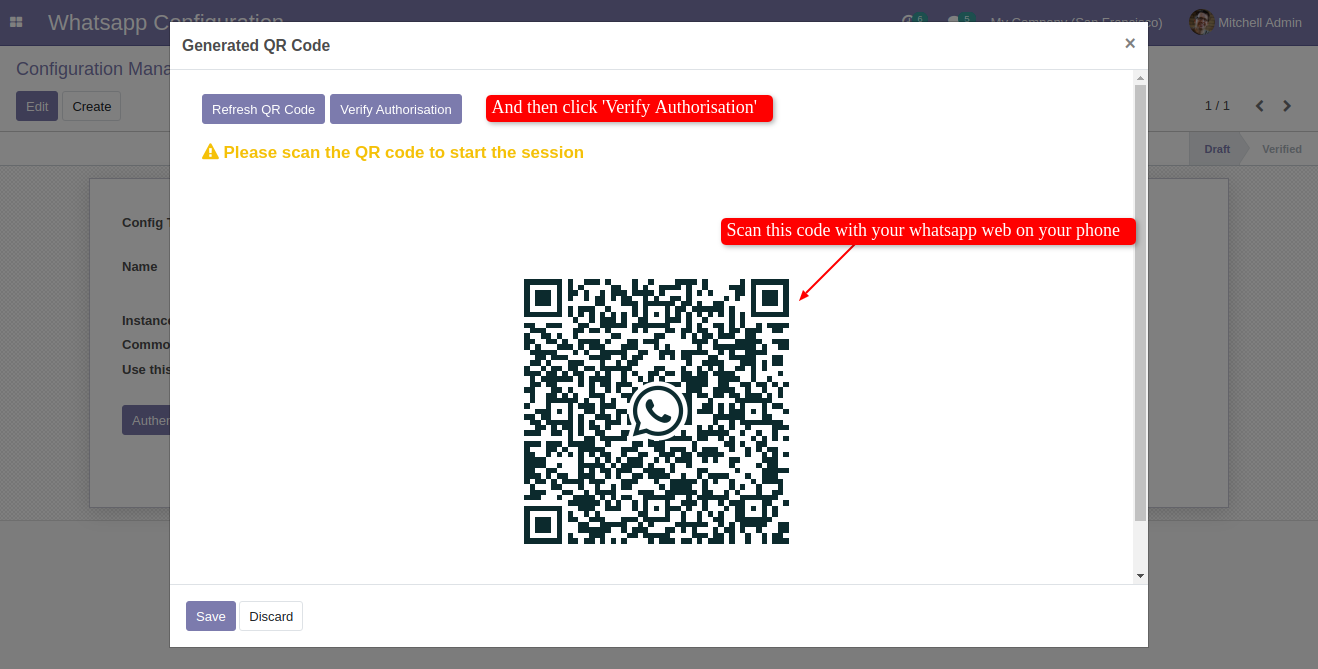 Whatsapp Configuration
6
5
My Company (San Francisco)
Mitchell Admin
Generated QR Code
×
Configuration Mana
Edit
Create
Refresh QR Code
Verify Authorisation
And then click 'Verify Authorisation'
1 / 1
Please scan the QR code to start the session
Draft
Verified
Config T
Scan this code with your whatsapp web on your phone
Name
Instance
Commo
Use this
Authen
Save
Discard